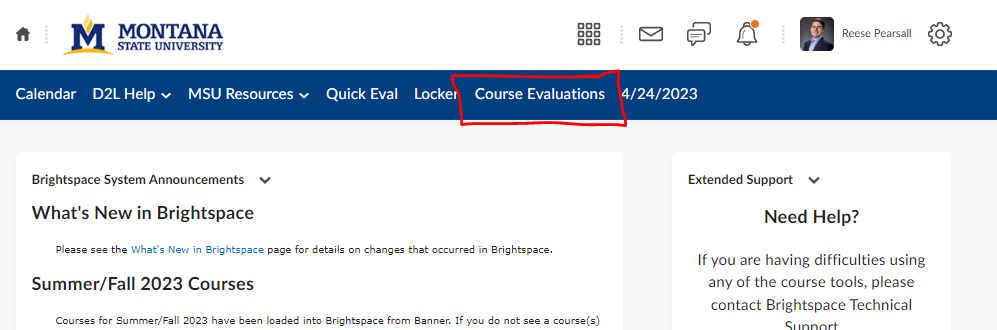 MONTANA
STATE UNIVERSITY
Reese Pearsall
Calendar D2L Help MSU Resources Quick Eval Locker Course Evaluations 4/24/2023
Brightspace System Announcements
What's New in Brightspace
Please see the What's New in Brightspace page for details on changes that occurred in Brightspace.
Summer/Fall 2023 Courses
Courses for Summer/Fall 2023 have been loaded into Brightspace from Banner. If you do not see a course(s)
Extended Support
Need Help?
If you are having difficulties using
any of the course tools, please
contact Brightspace Technical
Support